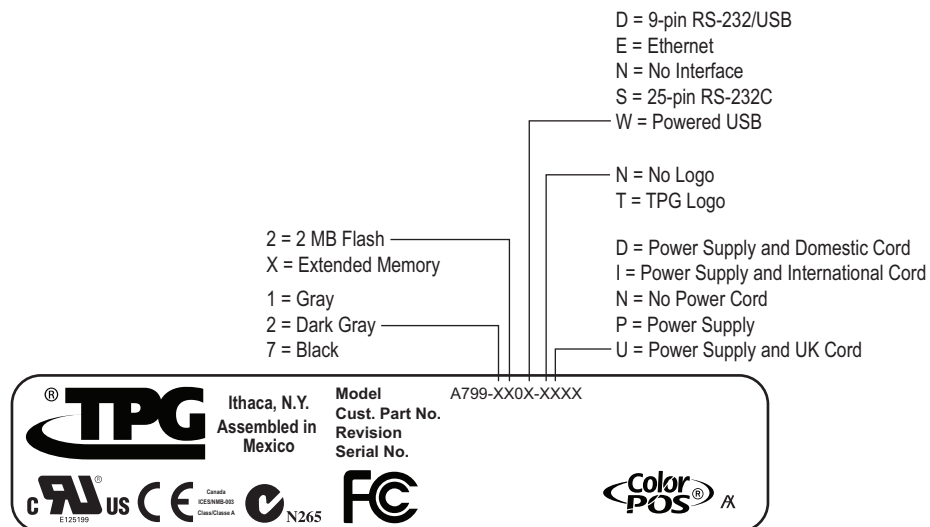 D = 9-pin RS-232/USB
E = Ethernet
N = No Interface
S = 25-pin RS-232C
W = Powered USB
N = No Logo
T = TPG Logo
2 = 2 MB Flash
X = Extended Memory
D = Power Supply and Domestic Cord
I = Power Supply and International Cord
N = No Power Cord
P = Power Supply
U = Power Supply and UK Cord
1 = Gray
2 = Dark Gray
7 = Black
® TPG
Ithaca, N.Y.
Assembled in
Mexico
Model A799-XX0X-XXXX
Cust. Part No.
Revision
Serial No.
C RU ® US
E125199
CE
Canada
ICES/NMB-003
Class/Classe A
N265
FC
Color
POS ®